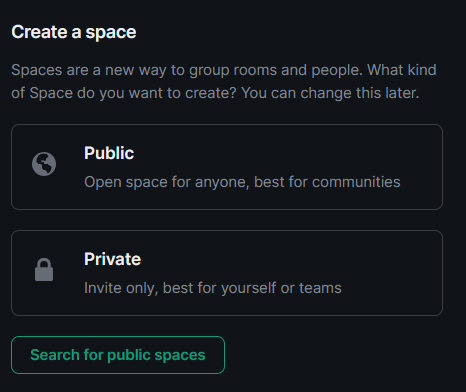 Create a space
Spaces are a new way to group rooms and people. What kind
of Space do you want to create? You can change this later.
Public
Open space for anyone, best for communities
Private
Invite only, best for yourself or teams
Search for public spaces